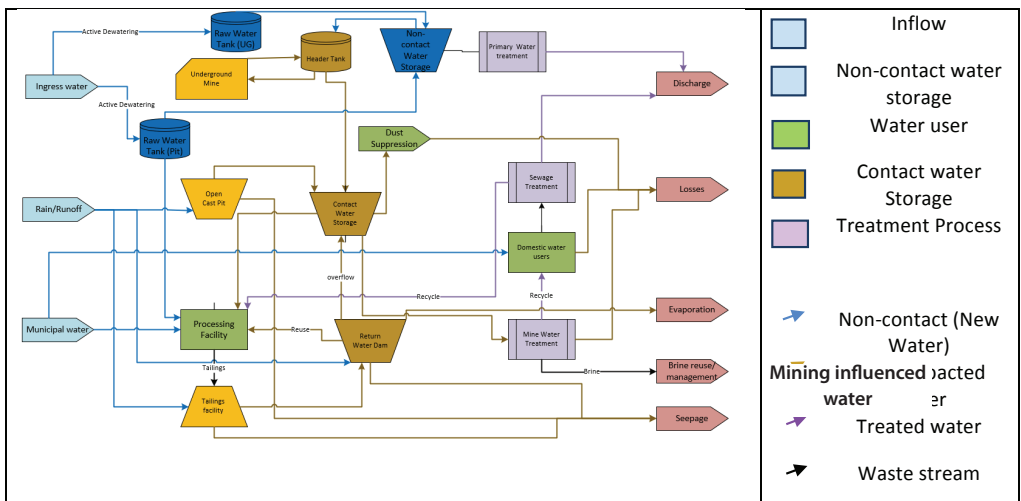 Active Dewatering
Raw Water
Tank (UG)
Non-
contact
Water
Storage
Header Tank
Primary Water
Treatment
Underground
Mine
Ingress water
Discharge
Active Dewatering
Raw Water
Tank (Pit)
Dust
Suppression
Open
Cast Pit
Contact
Water
Storage
Sewage
Treatment
Losses
Rain/Runoff
Domestic water
users
overflow
Recycle
Recycle
Evaporation
Municipal water
Processing
Facility
Reuse
Return
Water Dam
Mine Water
Treatment
Tailings
Brine
Brine reuse/
management
Tailings
facility
Seepage
Inflow
Non-contact water
storage
Water user
Contact water
Storage
Treatment Process
Non-contact (New
Water)
Mining influenced pacted
water er
Treated water
Waste stream